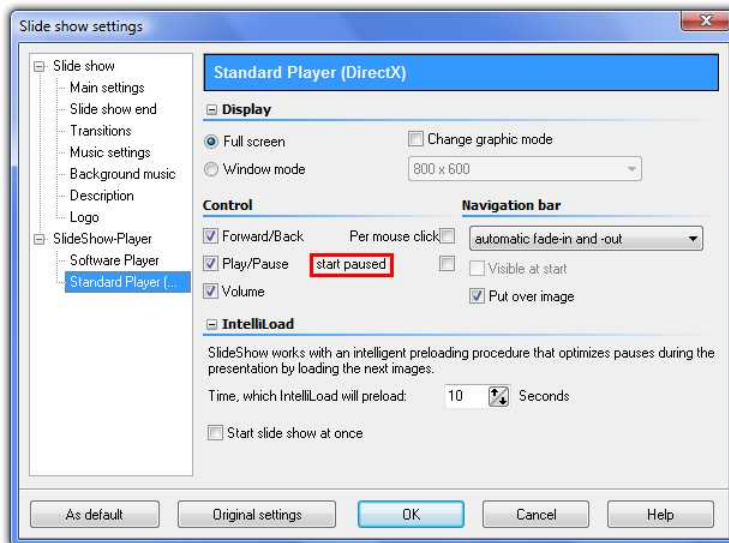 Slide show settings
Slide show
Main settings
Slide show end
Transitions
Music settings
Background music
Description
Logo
SlideShow-Player
Software Player
Standard Player (...
Standard Player (DirectX)
Display
Full screen
Change graphic mode
Window mode
800 x 600
Control
Navigation bar
Forward/Back
Per mouse click
automatic fade-in and -out
Play/Pause
start paused
Visible at start
Volume
Put over image
IntelliLoad
SlideShow works with an intelligent preloading procedure that optimizes pauses during the
presentation by loading the next images.
Time, which IntelliLoad will preload: 10 Seconds
Start slide show at once
As default
Original settings
OK
Cancel
Help